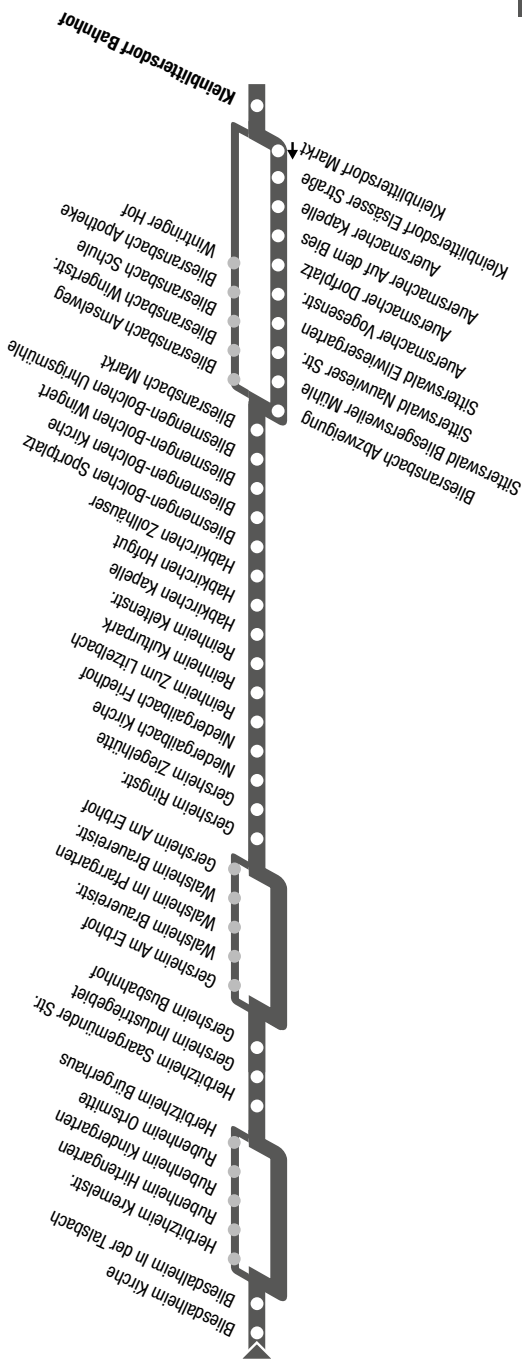 Bliesdalheim Kirche
Bliesdalheim In der Talsbach
Herbitzheim Kremelstr.
Rubenheim Hirtengarten
Rubenheim Kindergarten
Rubenheim Ortsmitte
Herbitzheim Bürgerhaus
Herbitzheim Saargemünder Str.
Gersheim Industriegebiet
Gersheim Busbahnhof
Gersheim Am Erbhof
Walsheim Brauereistr.
Walsheim Im Pfarrgarten
Walsheim Brauereistr.
Gersheim Am Erbhof
Gersheim Ringstr.
Gersheim Ziegelhütte
Niedergailbach Kirche
Niedergailbach Friedhof
Reinheim Zum Litzelbach
Reinheim Kulturpark
Reinheim Keltenstr.
Habkirchen Kapelle
Habkirchen Hofgut
Habkirchen Zollhäuser
Bliesmengen-Bolchen Sportplatz
Bliesmengen-Bolchen Kirche
Bliesmengen-Bolchen Wingert
Bliesmengen-Bolchen Uhrigsmühle
Bliesransbach Markt
Bliesransbach Amselweg
Bliesransbach Wingertstr.
Bliesransbach Schule
Bliesransbach Apotheke
Wintringer Hof
Bliesransbach Abzweigung
Sitterswald Bliesgersweiler Mühle
Sitterswald Nauwieser Str.
Sitterswald Ellwiesergarten
Auersmacher Vogesenstr.
Auersmacher Dorfplatz
Auersmacher Auf dem Bies
Auersmacher Kapelle
Kleinblittersdorf Elsässer Straße
Kleinblittersdorf Markt
Kleinblittersdorf Bahnhof